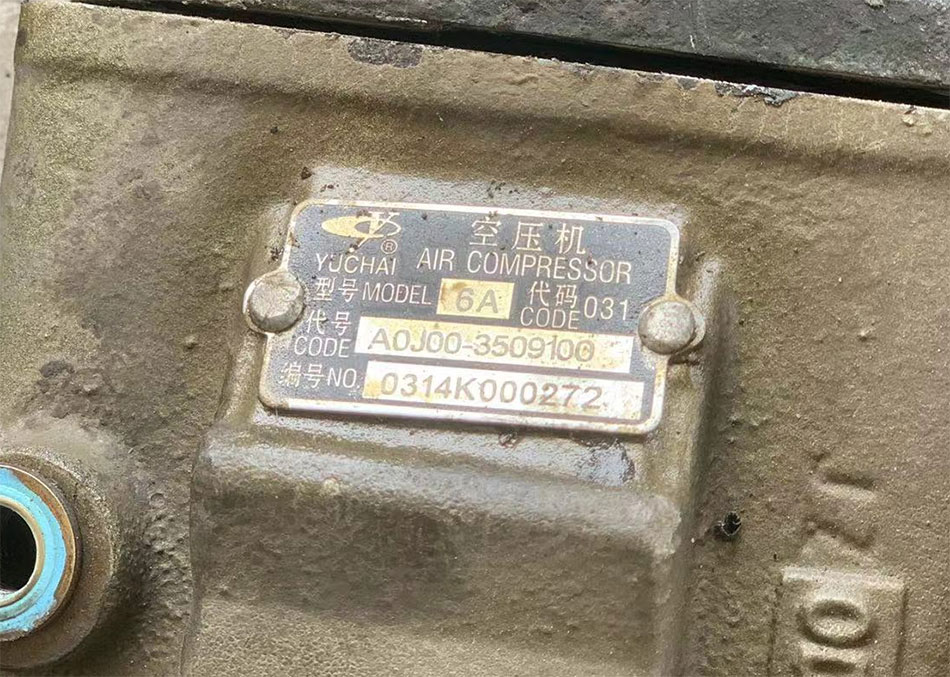 空压机
YUCHAI AIR COMPRESSOR
®
型号 MODEL 6A 代码 CODE 031
代号 CODE A0J00-3509100
编号 NO. 0314K000272